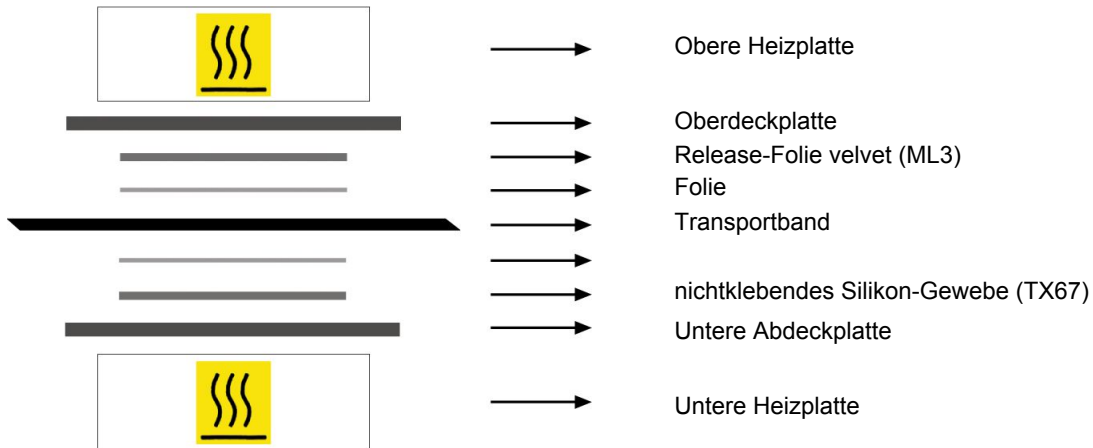 Obere Heizplatte
Oberdeckplatte
Release-Folie velvet (ML3)
Folie
Transportband
nichtklebendes Silikon-Gewebe (TX67)
Untere Abdeckplatte
Untere Heizplatte